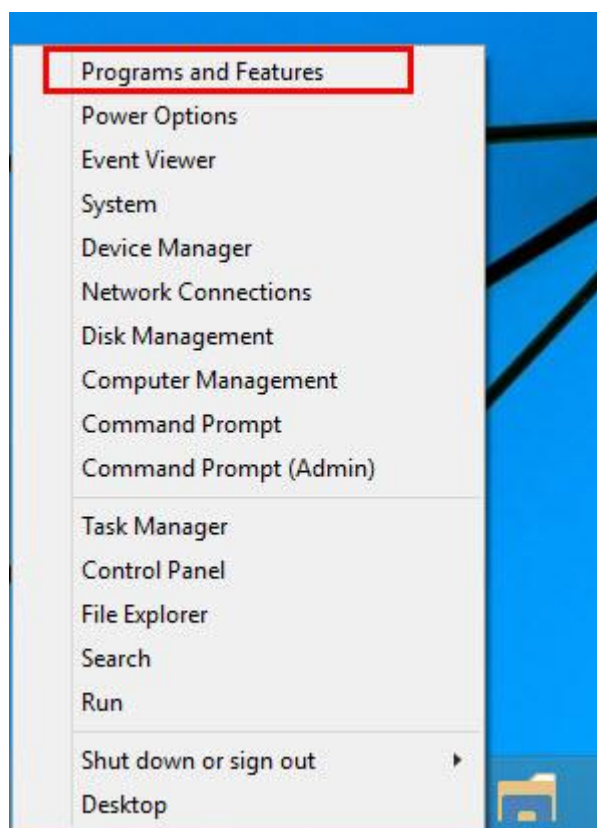 Programs and Features
Power Options
Event Viewer
System
Device Manager
Network Connections
Disk Management
Computer Management
Command Prompt
Command Prompt (Admin)
Task Manager
Control Panel
File Explorer
Search
Run
Shut down or sign out
Desktop